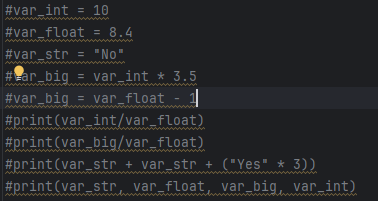 #var_int = 10
#var_float = 8.4
#var_str = "No"
#var_big = var_int * 3.5
#var_big = var_float - 1
#print(var_int/var_float)
#print(var_big/var_float)
#print(var_str + var_str + ("Yes" * 3))
#print(var_str, var_float, var_big, var_int)